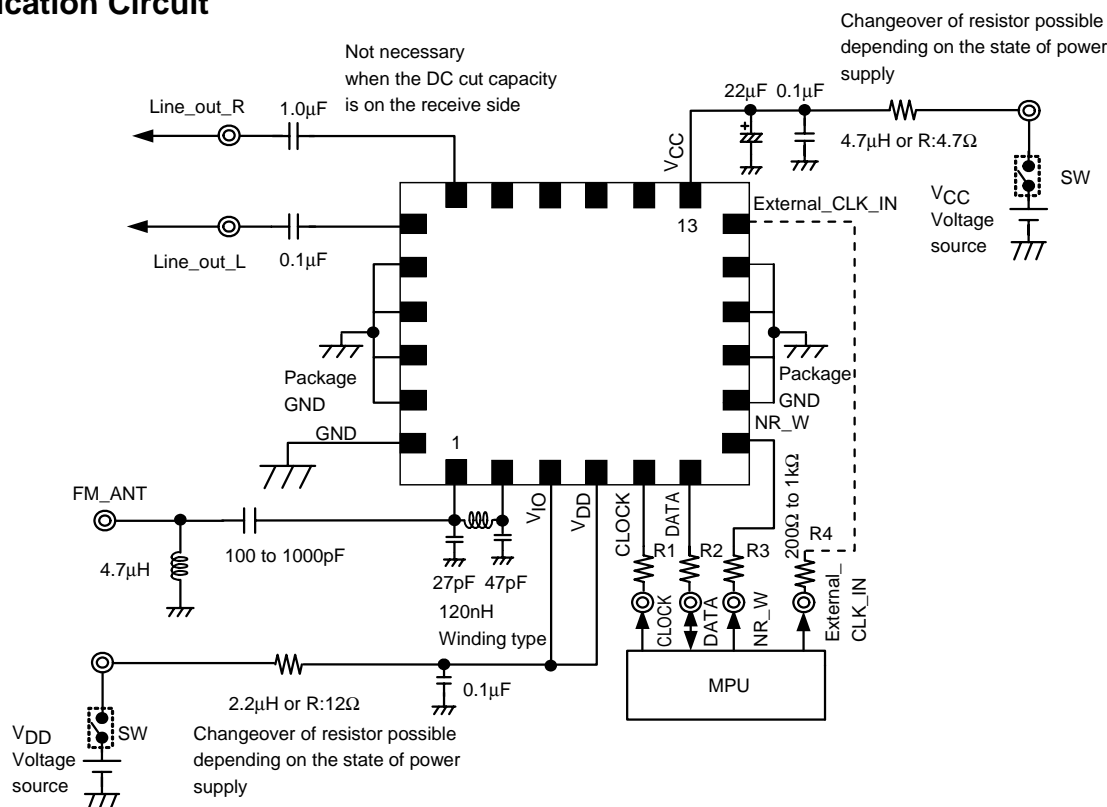 ication Circuit
Changeover of resistor possible
depending on the state of power
supply
Not necessary
when the DC cut capacity
is on the receive side
Line_out_R
1.0µF
22µF
0.1µF
+
VCC
4.7µH or R:4.7Ω
SW
VCC
Voltage
source
External_CLK_IN
13
Line_out_L
0.1µF
Package
GND
Package
GND
NR_W
GND
1
FM_ANT
4.7µH
100 to 1000pF
27pF
47pF
120nH
Winding type
VIO
VDD
CLOCK
DATA
200Ω to 1kΩ
R1
R2
R3
R4
CLOCK
DATA
NR_W
External_
CLK_IN
MPU
2.2µH or R:12Ω
0.1µF
VDD
Voltage
source
SW
Changeover of resistor possible
depending on the state of power
supply